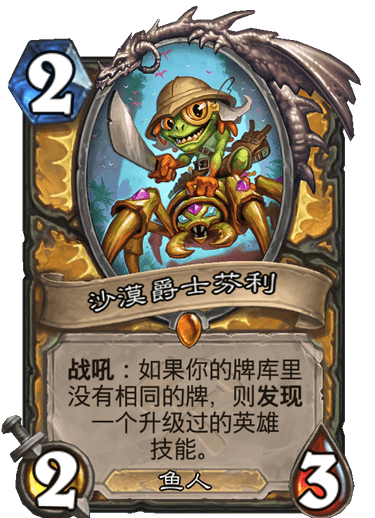 2
沙漠爵士芬利
战吼：如果你的牌库里
没有相同的牌，则发现
一个升级过的英雄
技能。
2
鱼人
3